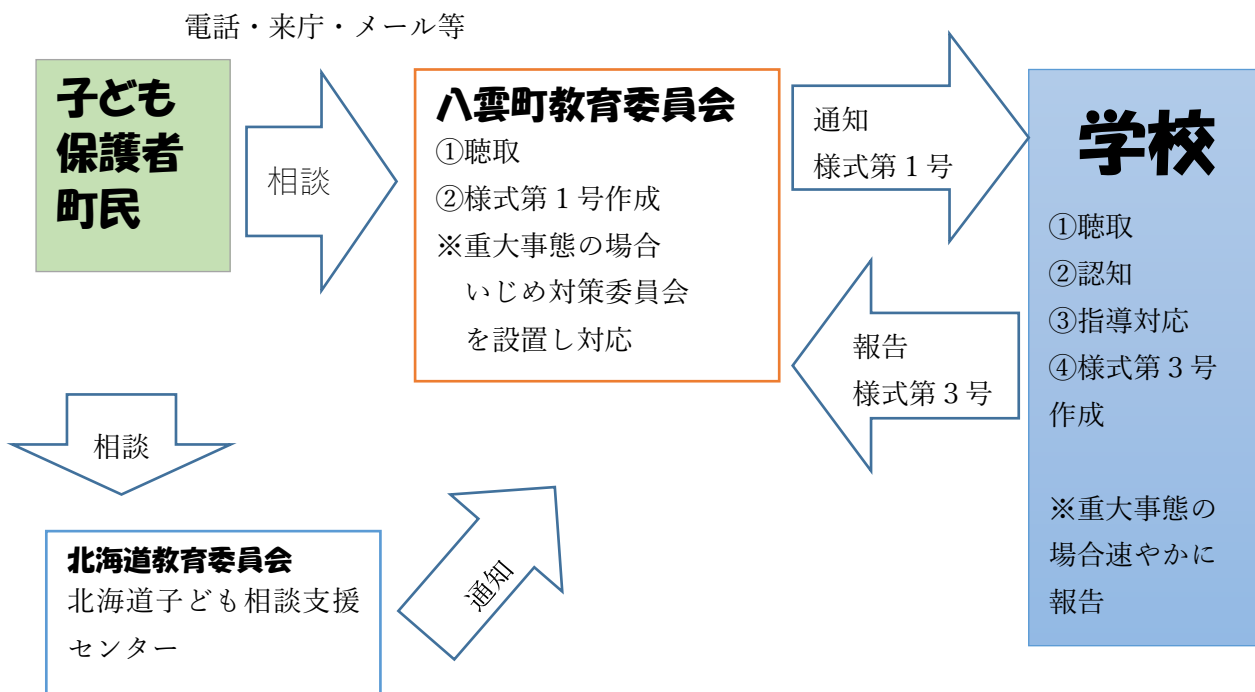 電話・来庁・メール等
子ども
保護者
町民
相談
八雲町教育委員会
①聴取
②様式第1号作成
※重大事態の場合
いじめ対策委員会
を設置し対応
通知
様式第1号
学校
①聴取
②認知
③指導対応
④様式第3号
作成
※重大事態の
場合速やかに
報告
報告
様式第3号
相談
北海道教育委員会
北海道子ども相談支援
センター
通知